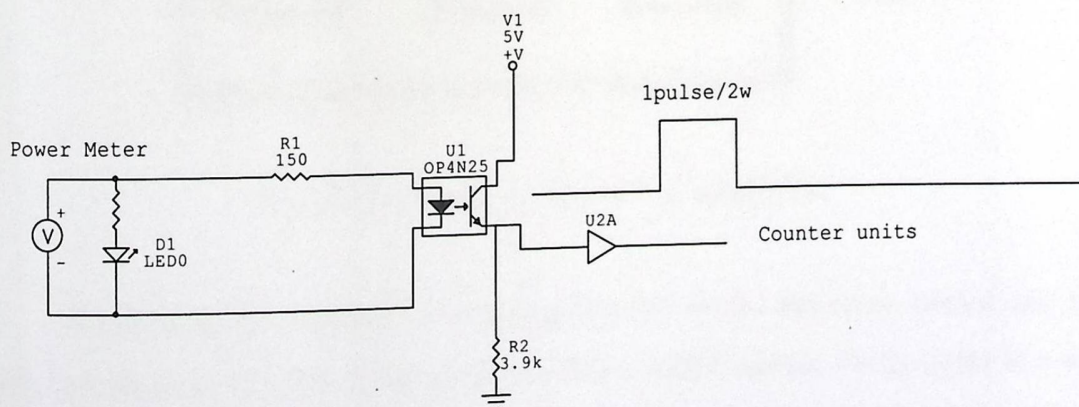 V1
5V
+V
1pulse/2w
Power Meter
R1
150
U1
OP4N25
+
V
-
D1
LED0
U2A
Counter units
R2
3.9k